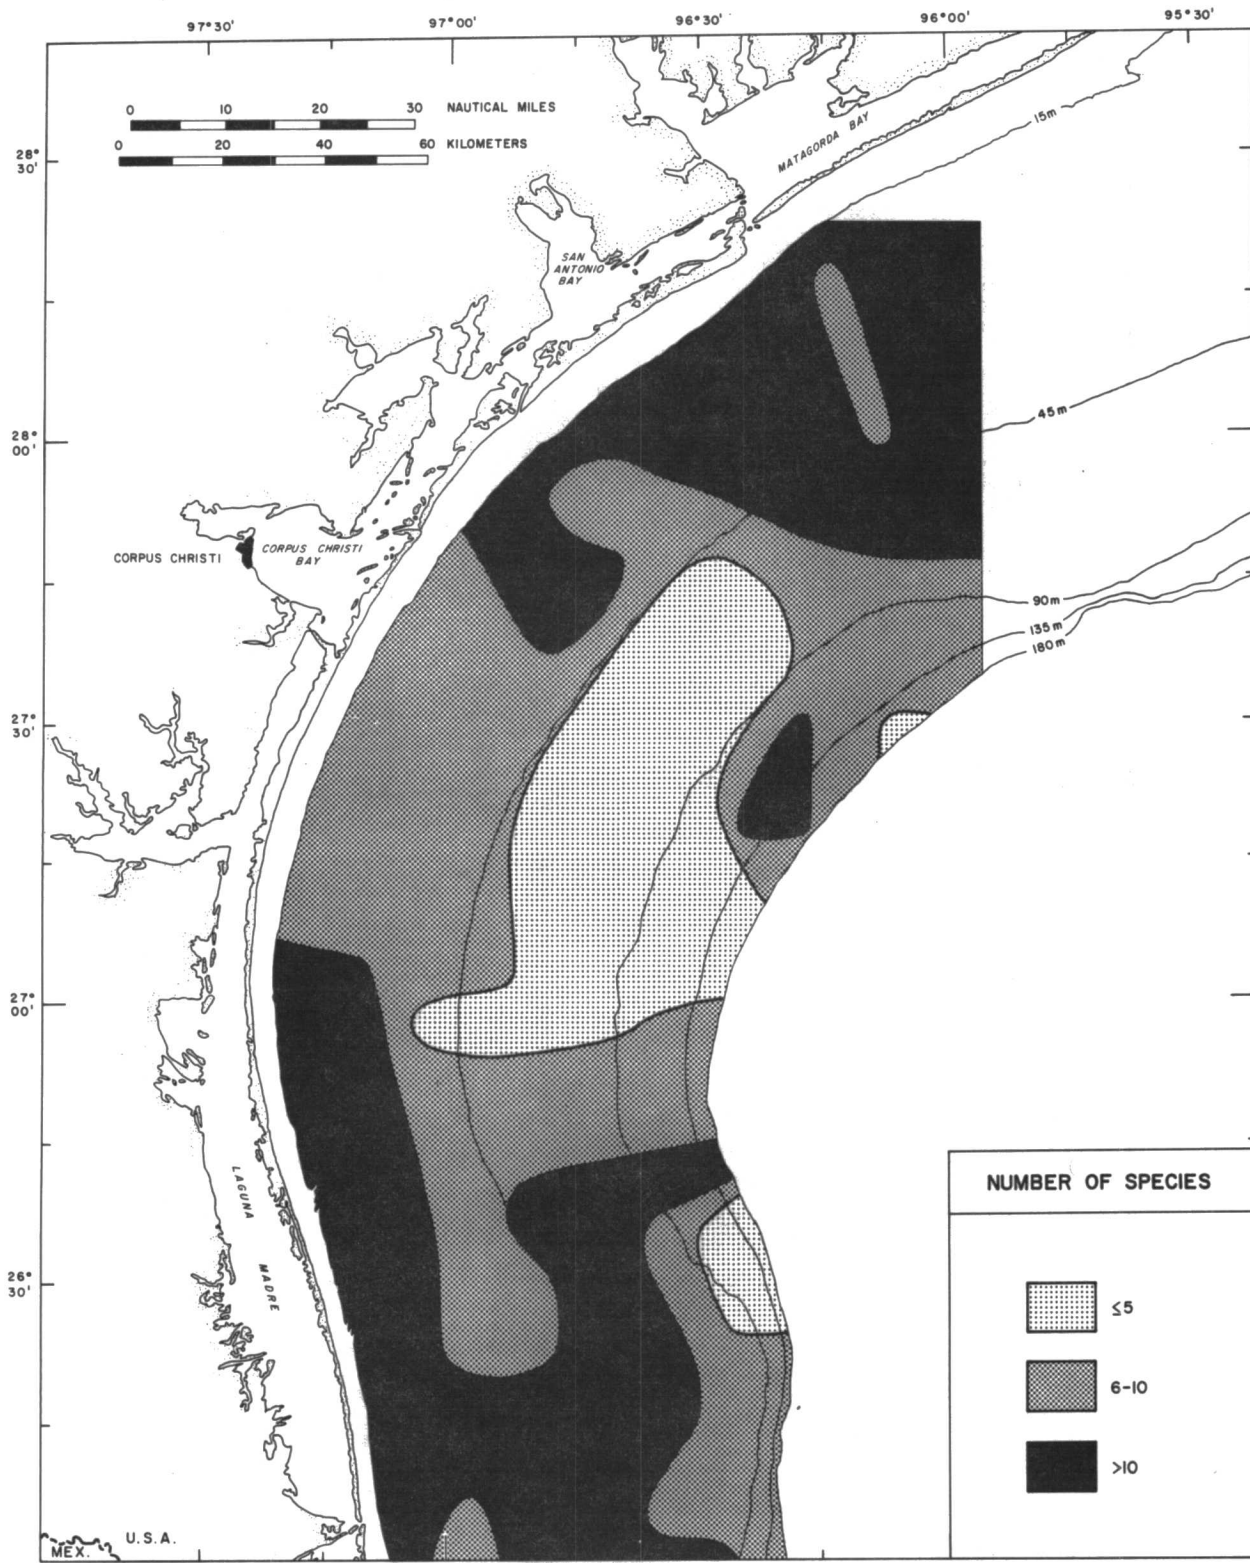 97°30'
97°00'
96°30'
96°00'
95°30'
0 10 20 30 NAUTICAL MILES
0 20 40 60 KILOMETERS
28°
30'
MATAGORDA BAY
15m
SAN
ANTONIO
BAY
45m
28°
00'
CORPUS CHRISTI
CORPUS CHRISTI
BAY
90m
135m
180m
27°
30'
27°
00'
LAGUNA MADRE
26°
30'
NUMBER OF SPECIES
≤5
6-10
>10
U.S.A.
MEX.